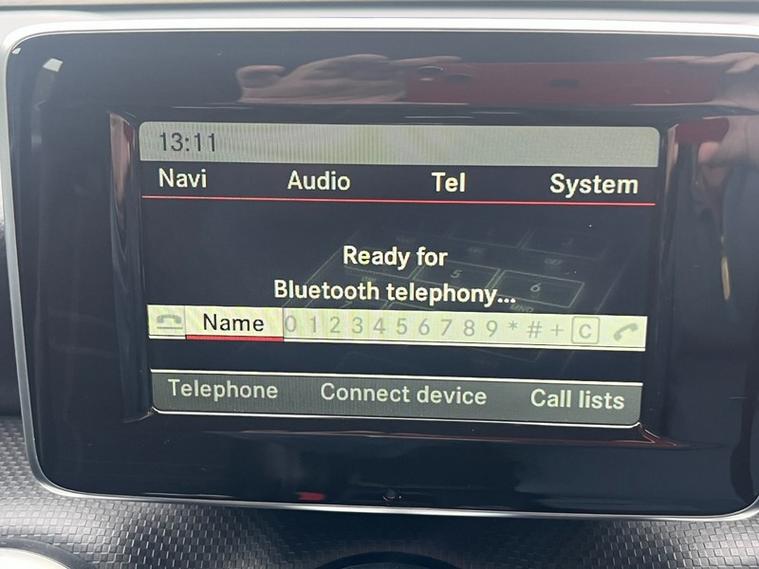 13:11
Navi Audio Tel System
Ready for
Bluetooth telephony...
Name 0 1 2 3 4 5 6 7 8 9 * # + C
Telephone Connect device Call lists